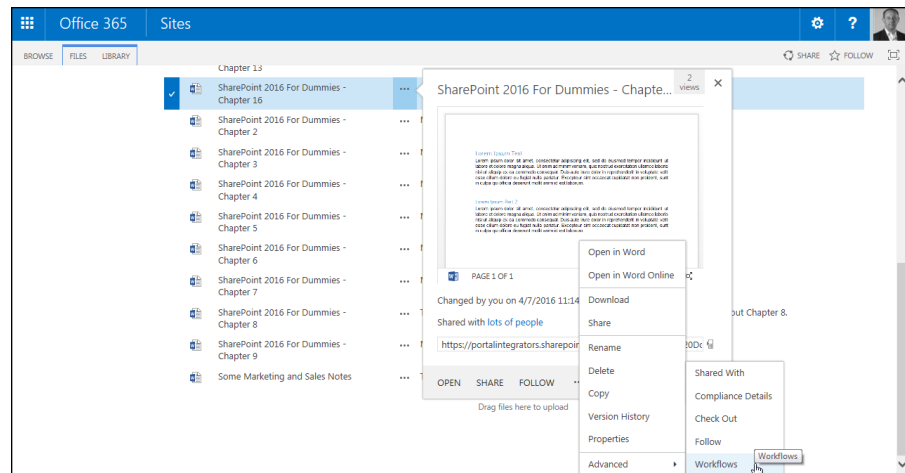 Office 365 Sites ?
BROWSE FILES LIBRARY SHARE FOLLOW
Chapter 13
SharePoint 2016 For Dummies -
Chapter 16
SharePoint 2016 For Dummies -
Chapter 2
SharePoint 2016 For Dummies -
Chapter 3
SharePoint 2016 For Dummies -
Chapter 4
SharePoint 2016 For Dummies -
Chapter 5
SharePoint 2016 For Dummies -
Chapter 6
SharePoint 2016 For Dummies -
Chapter 7
SharePoint 2016 For Dummies -
Chapter 8
out Chapter 8.
SharePoint 2016 For Dummies -
Chapter 9
Some Marketing and Sales Notes
SharePoint 2016 For Dummies - Chapte...
2
views
Lorem Ipsum Text
Lorem Ipsum Part 2
PAGE 1 OF 1
Changed by you on 4/7/2016 11:14
Shared with lots of people
https://portalintegrators.sharepoin
OPEN SHARE FOLLOW ...
Drag files here to upload
Open in Word
Open in Word Online
Download
Share
Rename
Delete
Copy
Version History
Properties
Advanced
Shared With
Compliance Details
Check Out
Follow
Workflows
Workflows